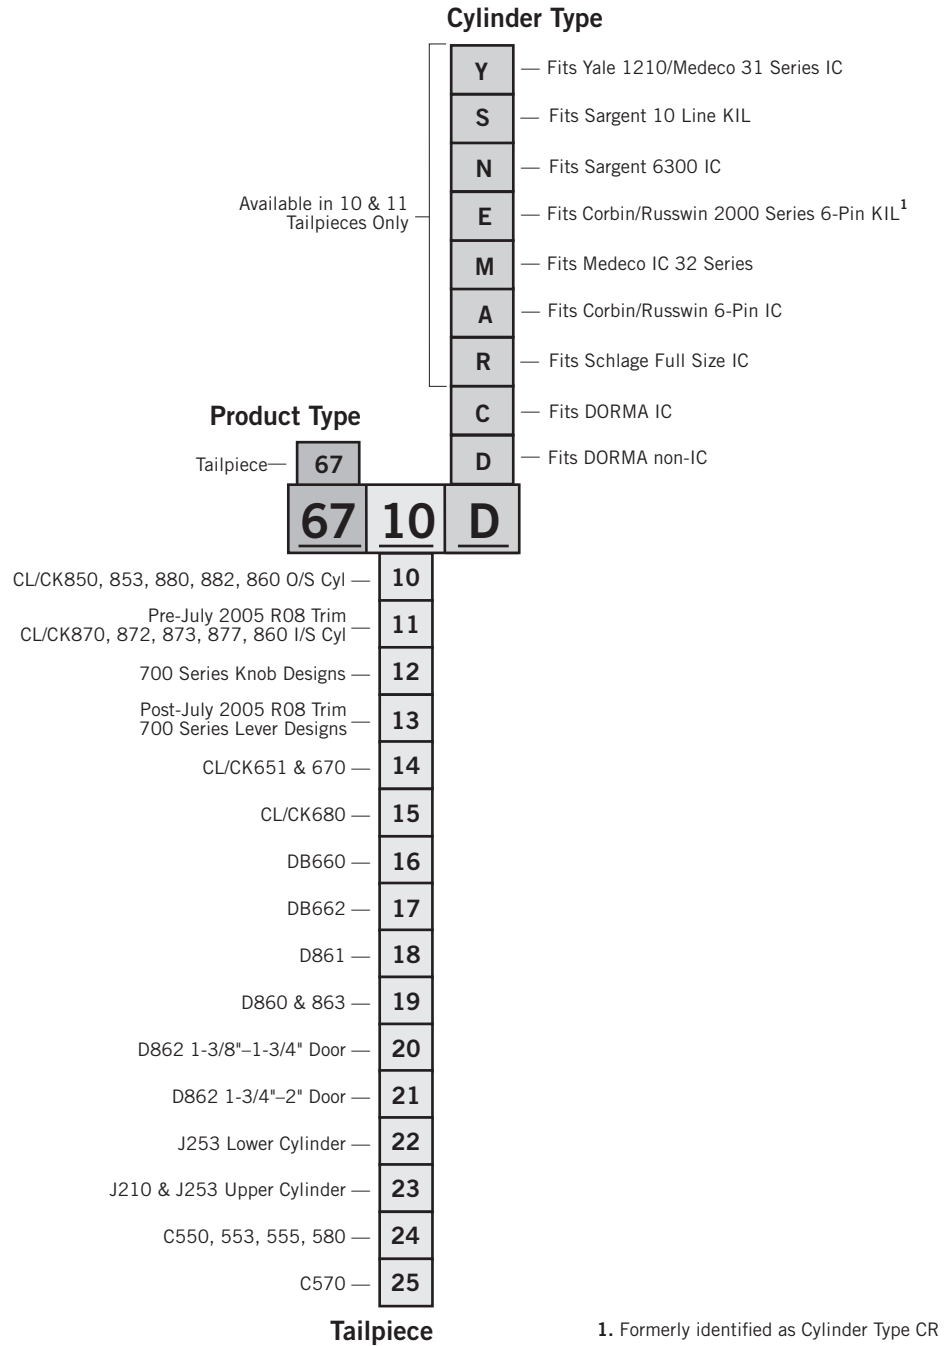 Cylinder Type
Y — Fits Yale 1210/Medeco 31 Series IC
S — Fits Sargent 10 Line KIL
N — Fits Sargent 6300 IC
Available in 10 & 11
Tailpieces Only
E — Fits Corbin/Russwin 2000 Series 6-Pin KIL¹
M — Fits Medeco IC 32 Series
A — Fits Corbin/Russwin 6-Pin IC
R — Fits Schlage Full Size IC
C — Fits DORMA IC
Product Type
D — Fits DORMA non-IC
Tailpiece— 67
67 10 D
CL/CK850, 853, 880, 882, 860 O/S Cyl — 10
Pre-July 2005 R08 Trim
CL/CK870, 872, 873, 877, 860 I/S Cyl — 11
700 Series Knob Designs — 12
Post-July 2005 R08 Trim
700 Series Lever Designs — 13
CL/CK651 & 670 — 14
CL/CK680 — 15
DB660 — 16
DB662 — 17
D861 — 18
D860 & 863 — 19
D862 1-3/8"–1-3/4" Door — 20
D862 1-3/4"–2" Door — 21
J253 Lower Cylinder — 22
J210 & J253 Upper Cylinder — 23
C550, 553, 555, 580 — 24
C570 — 25
Tailpiece
1. Formerly identified as Cylinder Type CR